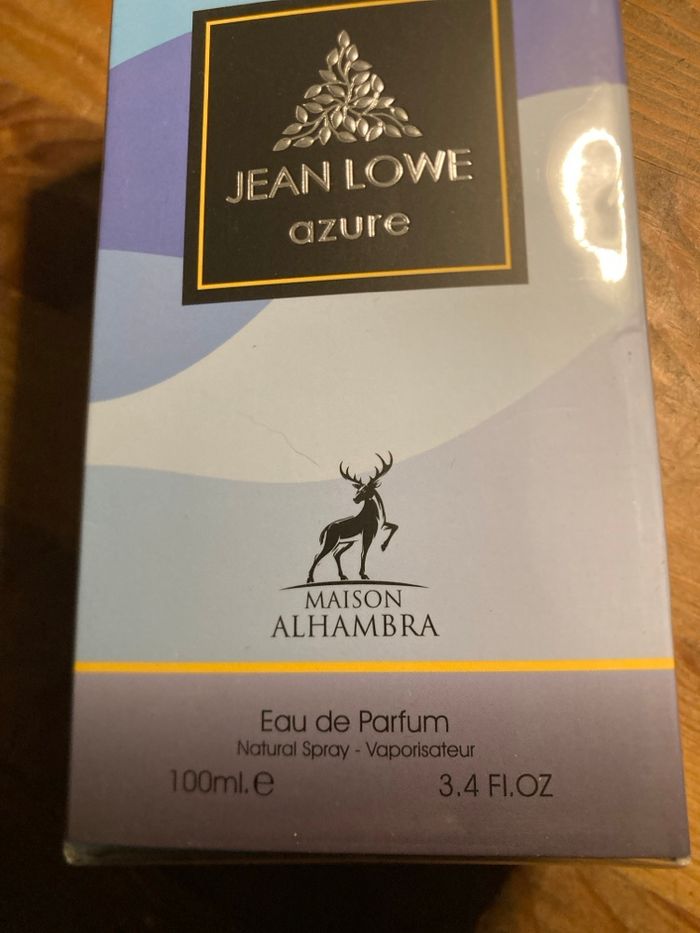 JEAN LOWE
azure
MAISON
ALHAMBRA
Eau de Parfum
Natural Spray - Vaporisateur
100ml.℮ 3.4 Fl.OZ